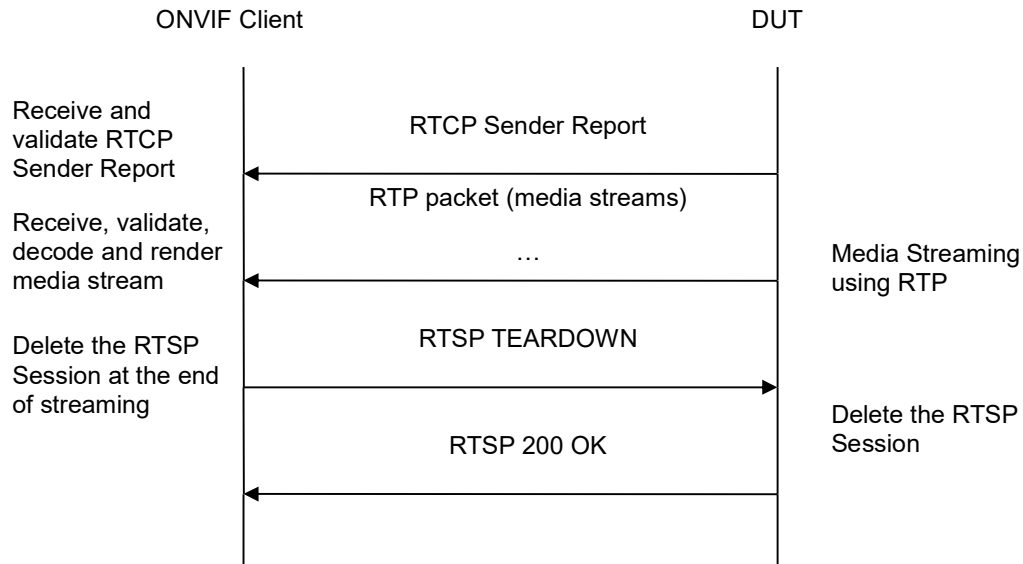 ONVIF Client
DUT
Receive and
validate RTCP
Sender Report
RTCP Sender Report
RTP packet (media streams)
Receive, validate,
decode and render
media stream
…
Media Streaming
using RTP
RTSP TEARDOWN
Delete the RTSP
Session at the end
of streaming
Delete the RTSP
Session
RTSP 200 OK